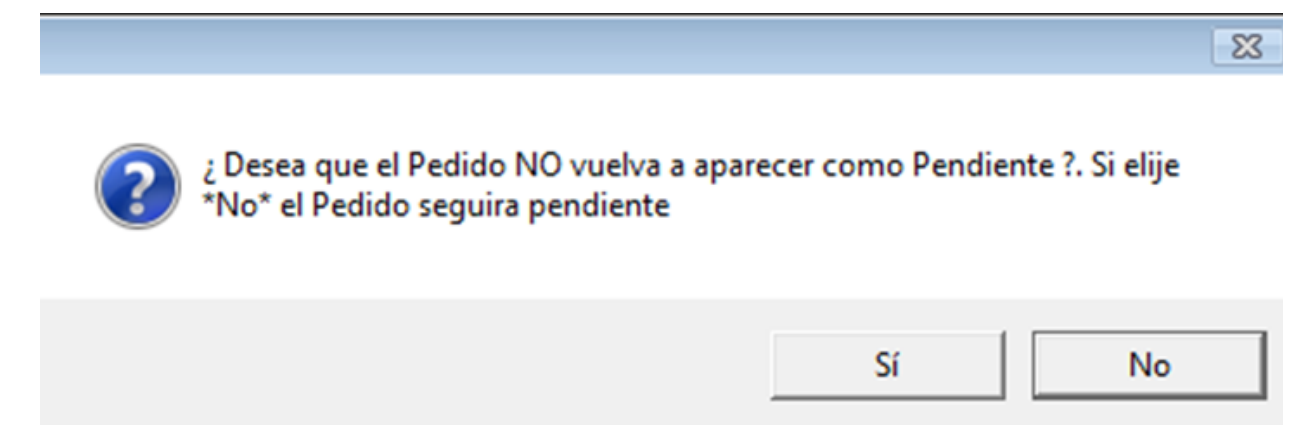 ¿ Desea que el Pedido NO vuelva a aparecer como Pendiente ?. Si elije
*No* el Pedido seguira pendiente
Sí
No